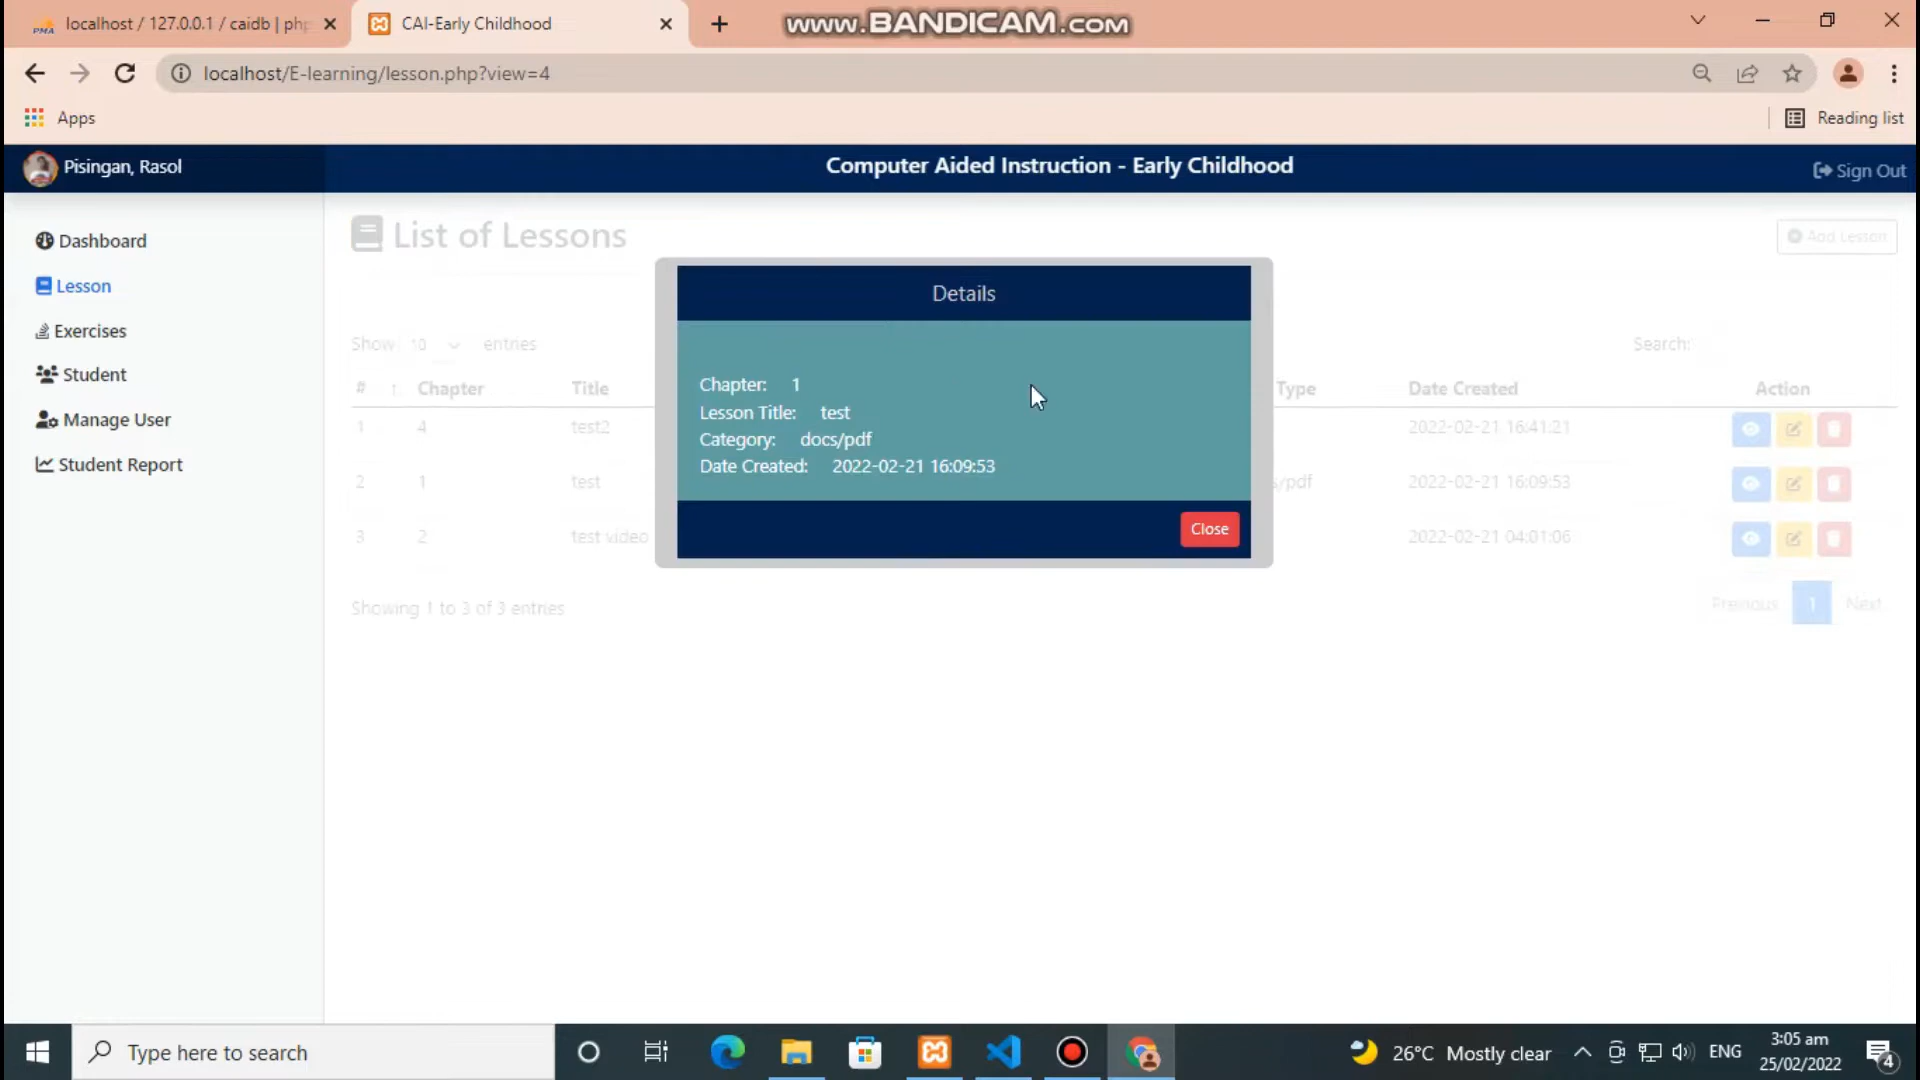 localhost / 127.0.0.1 / caidb | php
CAI-Early Childhood
www.BANDICAM.com
localhost/E-learning/lesson.php?view=4
Apps
Reading list
Pisingan, Rasol
Computer Aided Instruction - Early Childhood
Sign Out
Dashboard
Lesson
Exercises
Student
Manage User
Student Report
List of Lessons
Add Lesson
Show 10 entries
Search:
# Chapter Title Type Date Created Action
1 4 test2 2022-02-21 16:41:21
2 1 test s/pdf 2022-02-21 16:09:53
3 2 test video 2022-02-21 04:01:06
Showing 1 to 3 of 3 entries
Previous 1 Next
Details
Chapter: 1
Lesson Title: test
Category: docs/pdf
Date Created: 2022-02-21 16:09:53
Close
Type here to search
26°C Mostly clear
ENG
3:05 am
25/02/2022
4